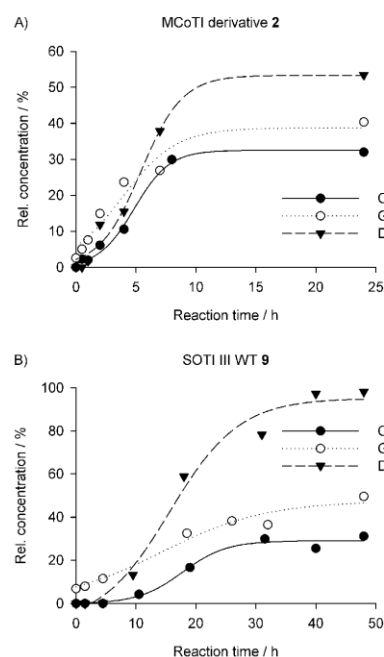 A) MCoTI derivative 2
60
50
40
30
20
10
0
Rel. concentration / %
C
G
D
0 5 10 15 20 25
Reaction time / h
B) SOTI III WT 9
100
80
60
40
20
0
Rel. concentration / %
C
G
D
0 10 20 30 40 50
Reaction time / h